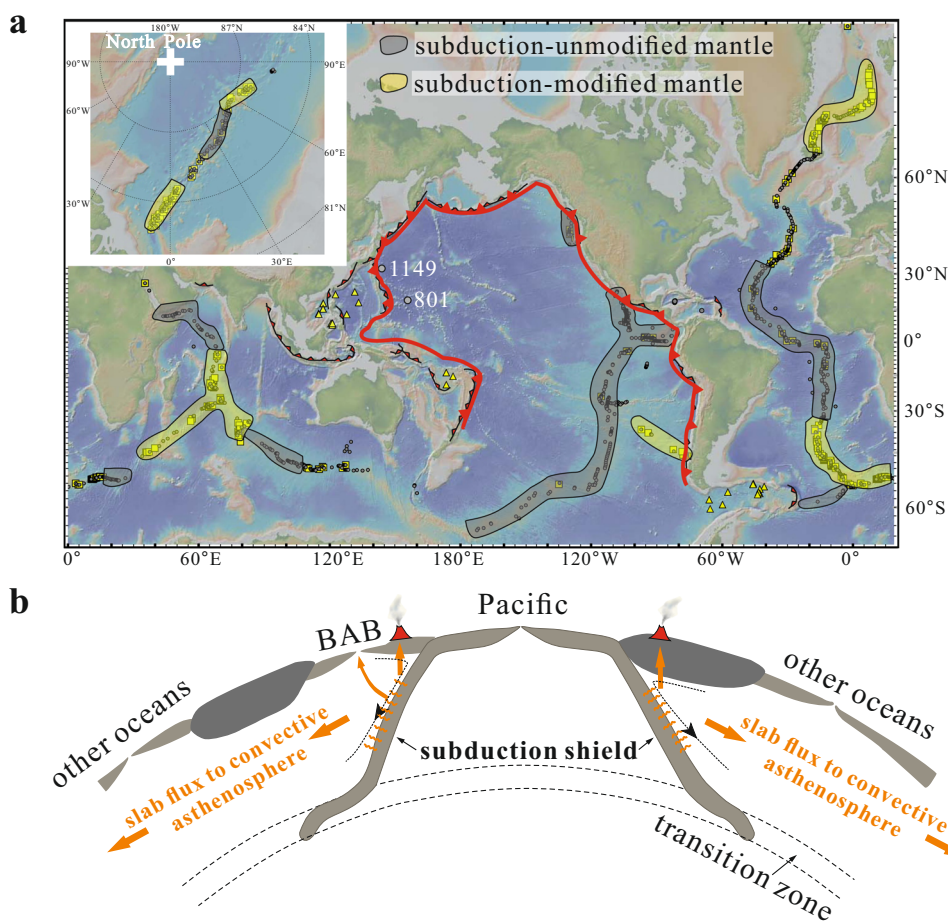 a
180°W
87°N
84°N
North Pole
90°W
90°E
60°W
60°E
30°W
81°N
0°
30°E
subduction-unmodified mantle
subduction-modified mantle
1149
801
60°N
30°N
0°
30°S
60°S
0°
60°E
120°E
180°E
120°W
60°W
0°
b
Pacific
BAB
other oceans
other oceans
subduction shield
slab flux to convective
asthenosphere
slab flux to convective
asthenosphere
transition zone